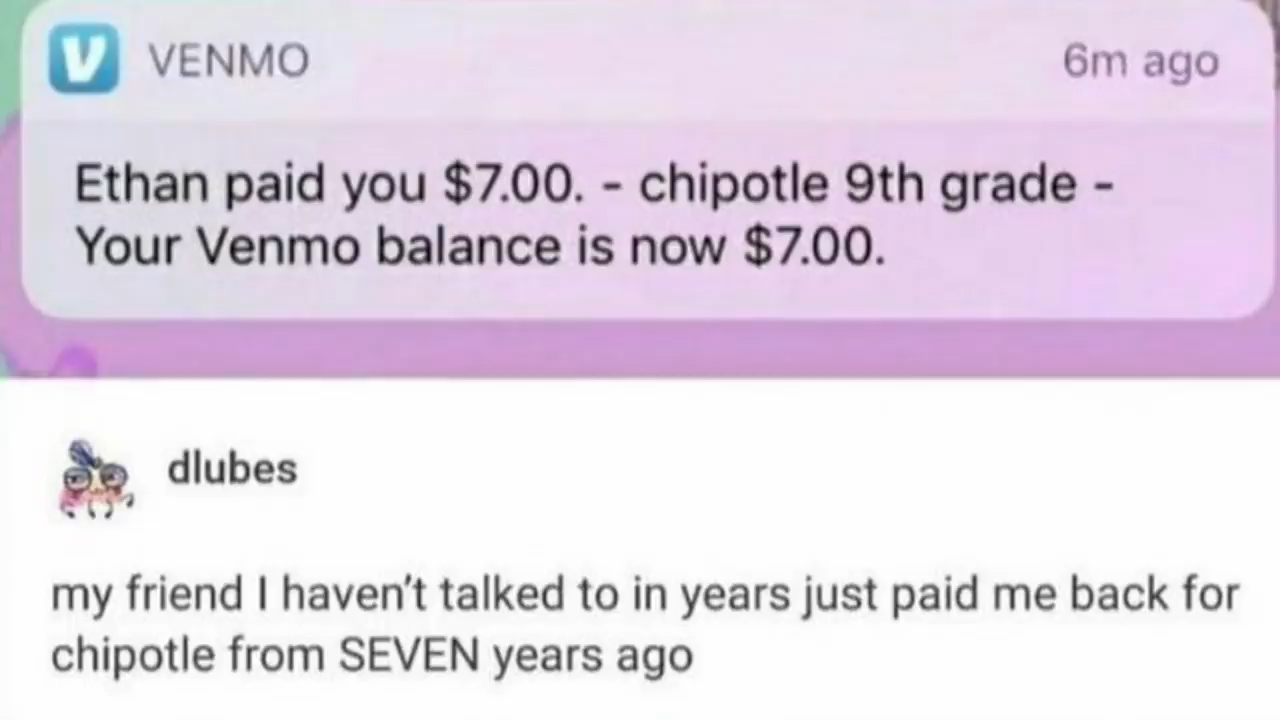 VENMO
6m ago
Ethan paid you $7.00. - chipotle 9th grade -
Your Venmo balance is now $7.00.
dlubes
my friend I haven't talked to in years just paid me back for
chipotle from SEVEN years ago